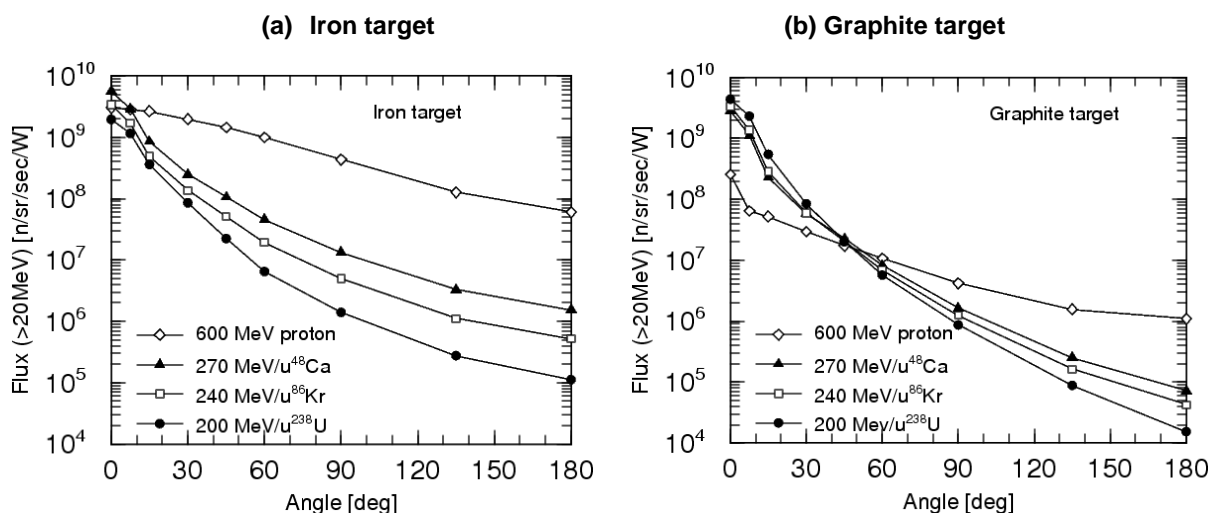 (a) Iron target
Flux (>20MeV) [n/sr/sec/W]
10^10
10^9
10^8
10^7
10^6
10^5
10^4
Iron target
600 MeV proton
270 MeV/u^48Ca
240 MeV/u^86Kr
200 MeV/u^238U
0 30 60 90 120 150 180
Angle [deg]
(b) Graphite target
Flux (>20MeV) [n/sr/sec/W]
10^10
10^9
10^8
10^7
10^6
10^5
10^4
Graphite target
600 MeV proton
270 MeV/u^48Ca
240 MeV/u^86Kr
200 Mev/u^238U
0 30 60 90 120 150 180
Angle [deg]